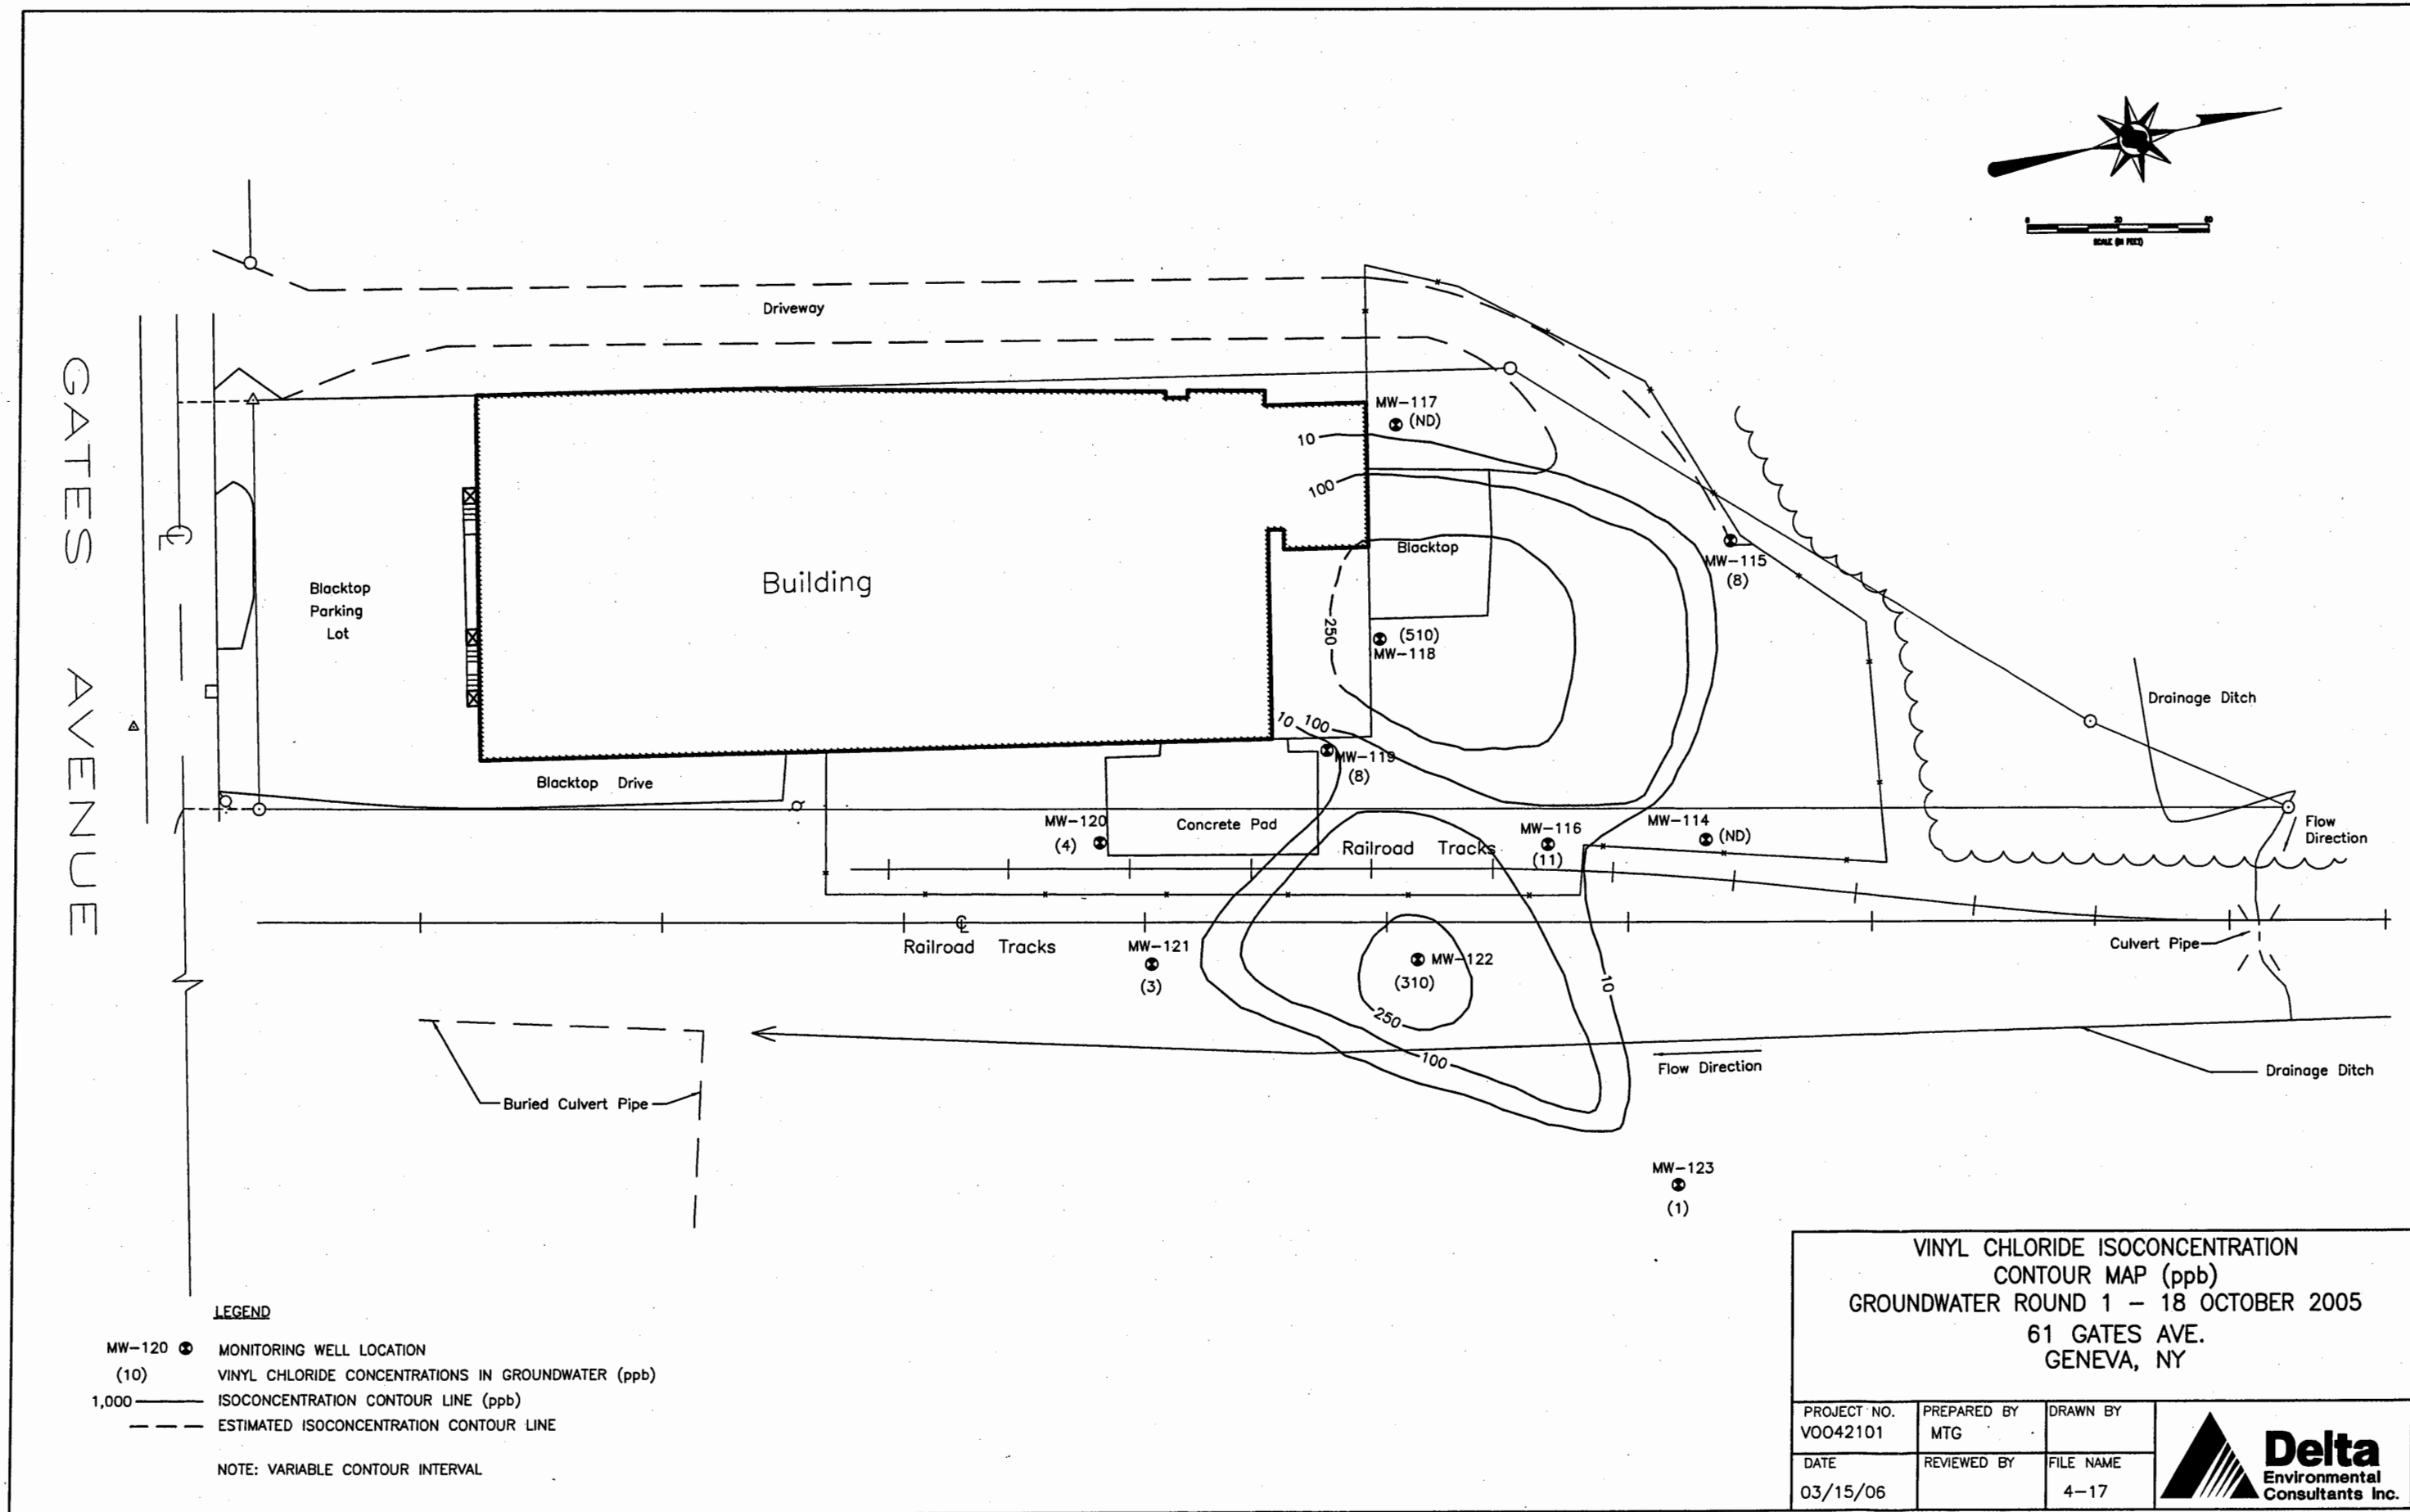 0 30 60
SCALE (IN FEET)
Driveway
GATES AVENUE
MW-117
(ND)
10
100
Blacktop
MW-115
(8)
Building
Blacktop
Parking
Lot
250
(510)
MW-118
Drainage Ditch
10 100
MW-119
(8)
Blacktop Drive
MW-120
(4)
Concrete Pad
MW-116
(11)
Railroad Tracks
MW-114
(ND)
Flow
Direction
Railroad Tracks
MW-121
(3)
MW-122
(310)
250
10
Culvert Pipe
100
Flow Direction
Drainage Ditch
Buried Culvert Pipe
MW-123
(1)
LEGEND
MW-120 MONITORING WELL LOCATION
(10) VINYL CHLORIDE CONCENTRATIONS IN GROUNDWATER (ppb)
1,000 ISOCONCENTRATION CONTOUR LINE (ppb)
ESTIMATED ISOCONCENTRATION CONTOUR LINE
NOTE: VARIABLE CONTOUR INTERVAL
VINYL CHLORIDE ISOCONCENTRATION
CONTOUR MAP (ppb)
GROUNDWATER ROUND 1 - 18 OCTOBER 2005
61 GATES AVE.
GENEVA, NY
PROJECT NO. PREPARED BY DRAWN BY
V0042101 MTG
DATE REVIEWED BY FILE NAME
03/15/06 4-17
Delta
Environmental
Consultants Inc.